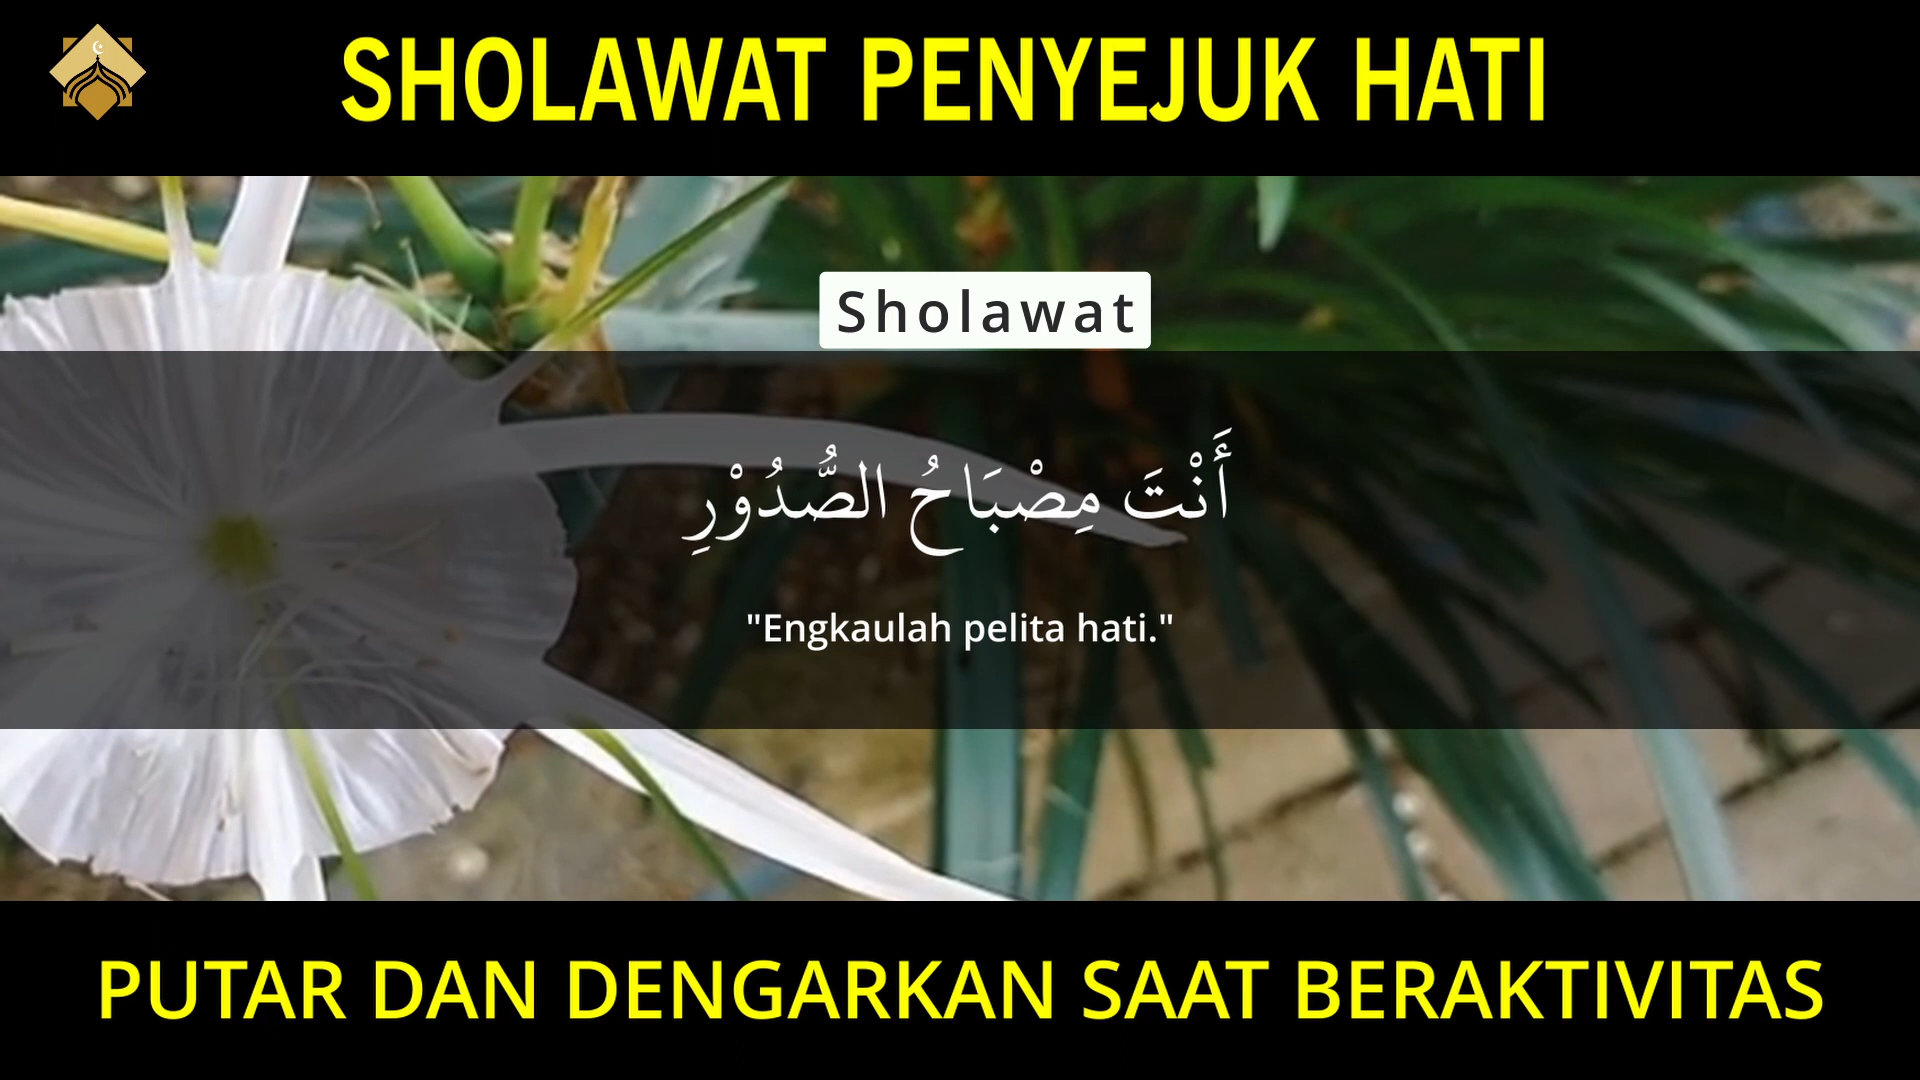 SHOLAWAT PENYEJUK HATI
Sholawat
أَنْتَ مِصْبَاحُ الصُّدُوْرِ
"Engkaulah pelita hati."
PUTAR DAN DENGARKAN SAAT BERAKTIVITAS